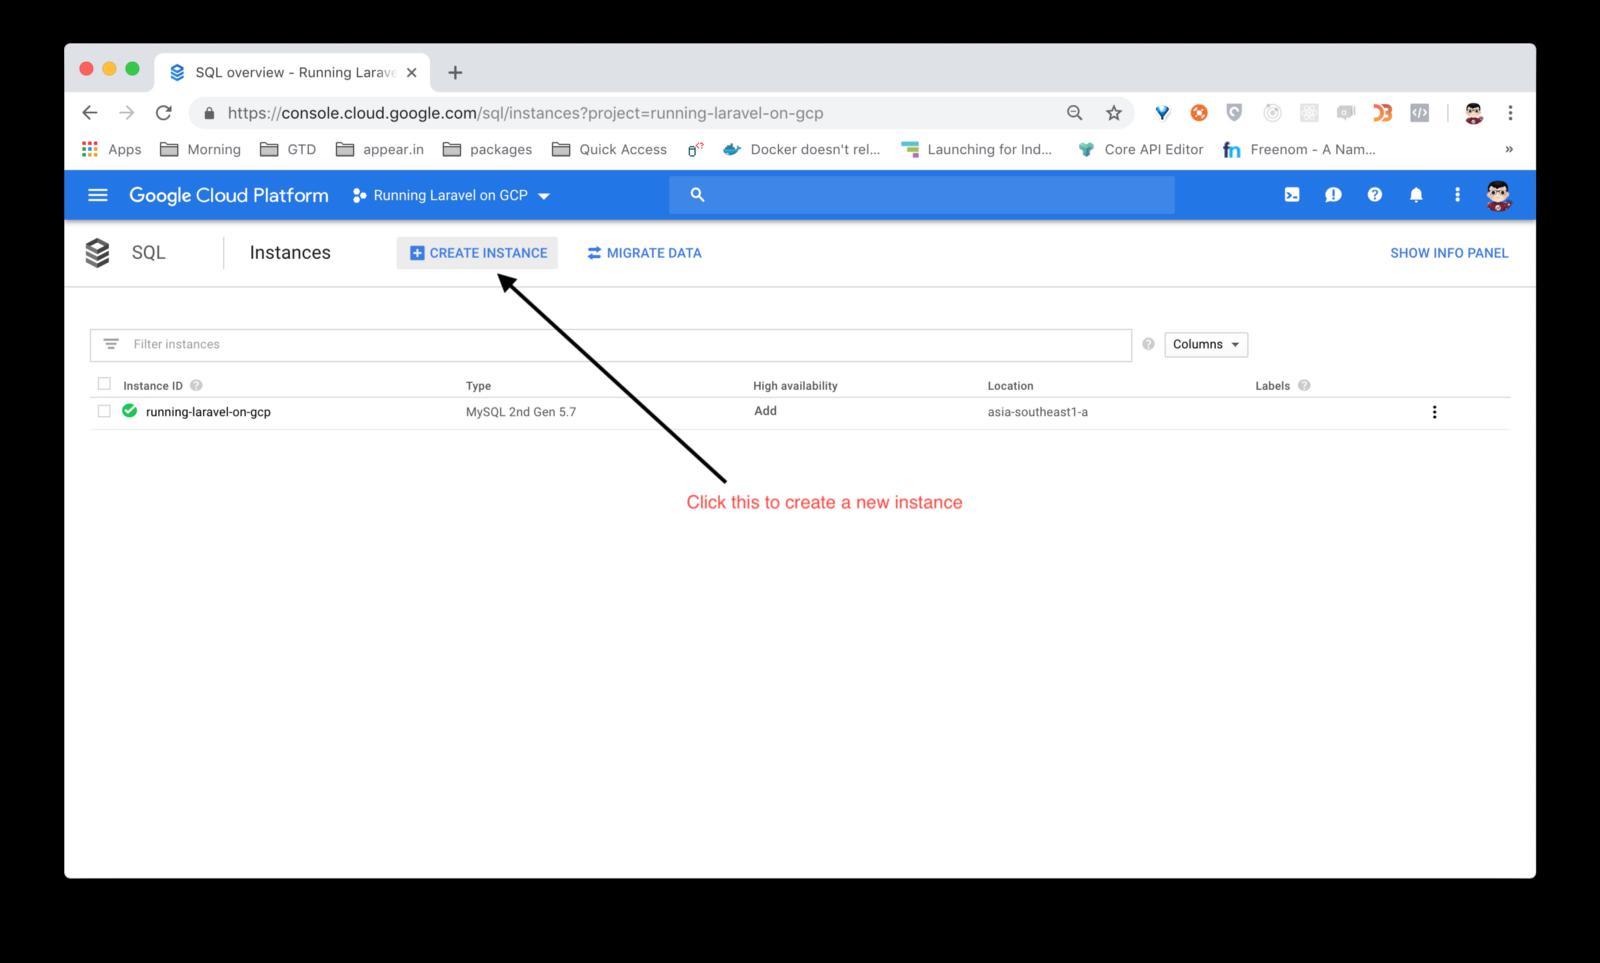 SQL overview - Running Larave
https://console.cloud.google.com/sql/instances?project=running-laravel-on-gcp
Apps Morning GTD appear.in packages Quick Access Docker doesn't rel... Launching for Ind... Core API Editor Freenom - A Nam... »
Google Cloud Platform Running Laravel on GCP
SQL Instances CREATE INSTANCE MIGRATE DATA SHOW INFO PANEL
Filter instances Columns
Instance ID Type High availability Location Labels
running-laravel-on-gcp MySQL 2nd Gen 5.7 Add asia-southeast1-a
Click this to create a new instance